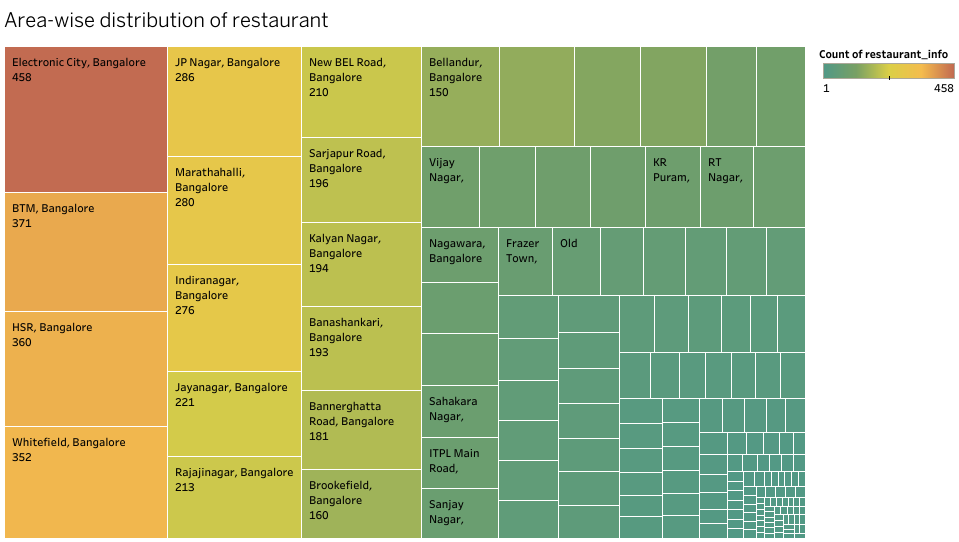 Area-wise distribution of restaurant
Electronic City, Bangalore
458
BTM, Bangalore
371
HSR, Bangalore
360
Whitefield, Bangalore
352
JP Nagar, Bangalore
286
Marathahalli,
Bangalore
280
Indiranagar,
Bangalore
276
Jayanagar, Bangalore
221
Rajajinagar, Bangalore
213
New BEL Road,
Bangalore
210
Sarjapur Road,
Bangalore
196
Kalyan Nagar,
Bangalore
194
Banashankari,
Bangalore
193
Bannerghatta
Road, Bangalore
181
Brookefield,
Bangalore
160
Bellandur,
Bangalore
150
Vijay
Nagar,
KR
Puram,
RT
Nagar,
Nagawara,
Bangalore
Frazer
Town,
Old
Sahakara
Nagar,
ITPL Main
Road,
Sanjay
Nagar,
Count of restaurant_info
1
458